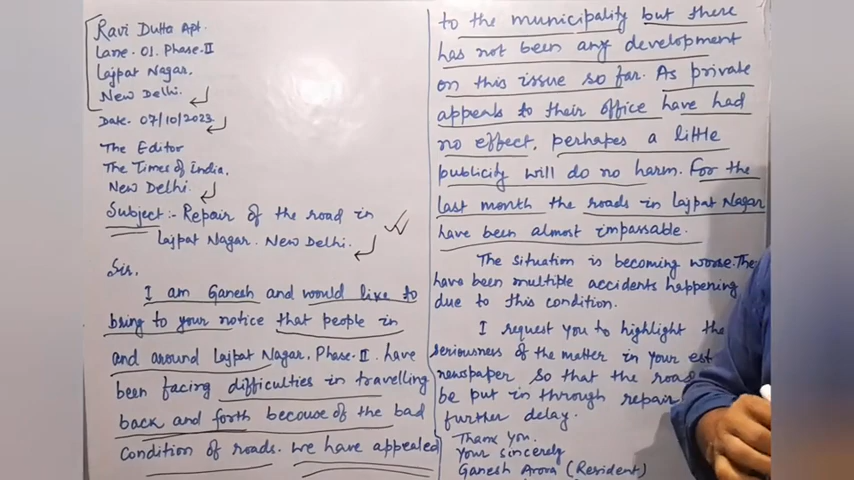 Ravi Dutta Apt.
Lane. 01. Phase-II
Lajpat Nagar.
New Delhi.
Date. 07/10/2023
The Editor
The Times of India.
New Delhi.
Subject:- Repair of the road in
Lajpat Nagar. New Delhi.
Sir.
I am Ganesh and would like to
bring to your notice that people in
and around Lajpat Nagar. Phase-II. have
been facing difficulties in travelling
back and forth because of the bad
condition of roads. We have appealed
to the municipality but there
has not been any development
on this issue so far. As private
appeals to their office have had
no effect, perhaps a little
publicity will do no harm. For the
last month the roads in Lajpat Nagar
have been almost impassable.
The situation is becoming worse. The
have been multiple accidents happening
due to this condition.
I request you to highlight the
seriousness of the matter in your est
newspaper so that the road
be put in through repair
further delay.
Thank you.
Your sincerely
Ganesh Arora (Resident)